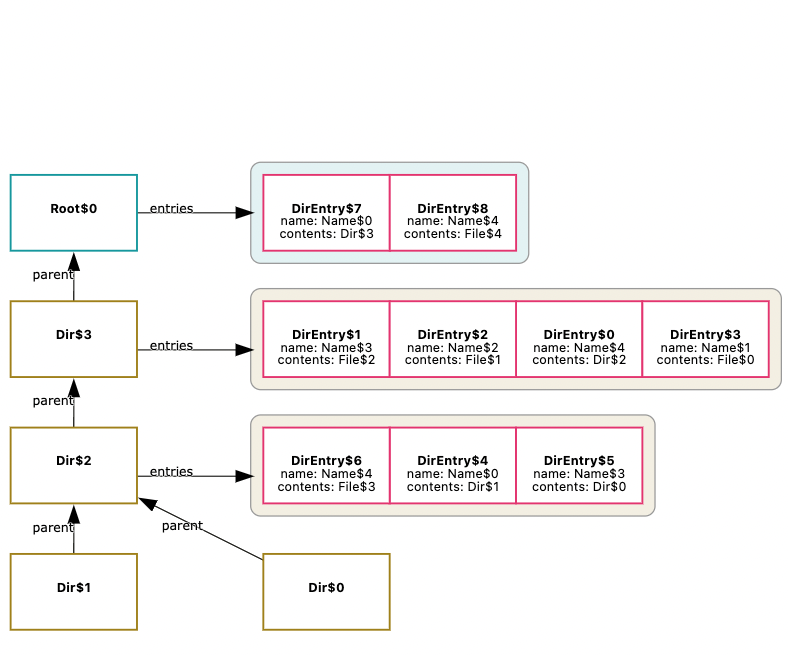 Root$0
entries
DirEntry$7
name: Name$0
contents: Dir$3
DirEntry$8
name: Name$4
contents: File$4
parent
Dir$3
entries
DirEntry$1
name: Name$3
contents: File$2
DirEntry$2
name: Name$2
contents: File$1
DirEntry$0
name: Name$4
contents: Dir$2
DirEntry$3
name: Name$1
contents: File$0
parent
Dir$2
entries
DirEntry$6
name: Name$4
contents: File$3
DirEntry$4
name: Name$0
contents: Dir$1
DirEntry$5
name: Name$3
contents: Dir$0
parent
parent
Dir$1
Dir$0